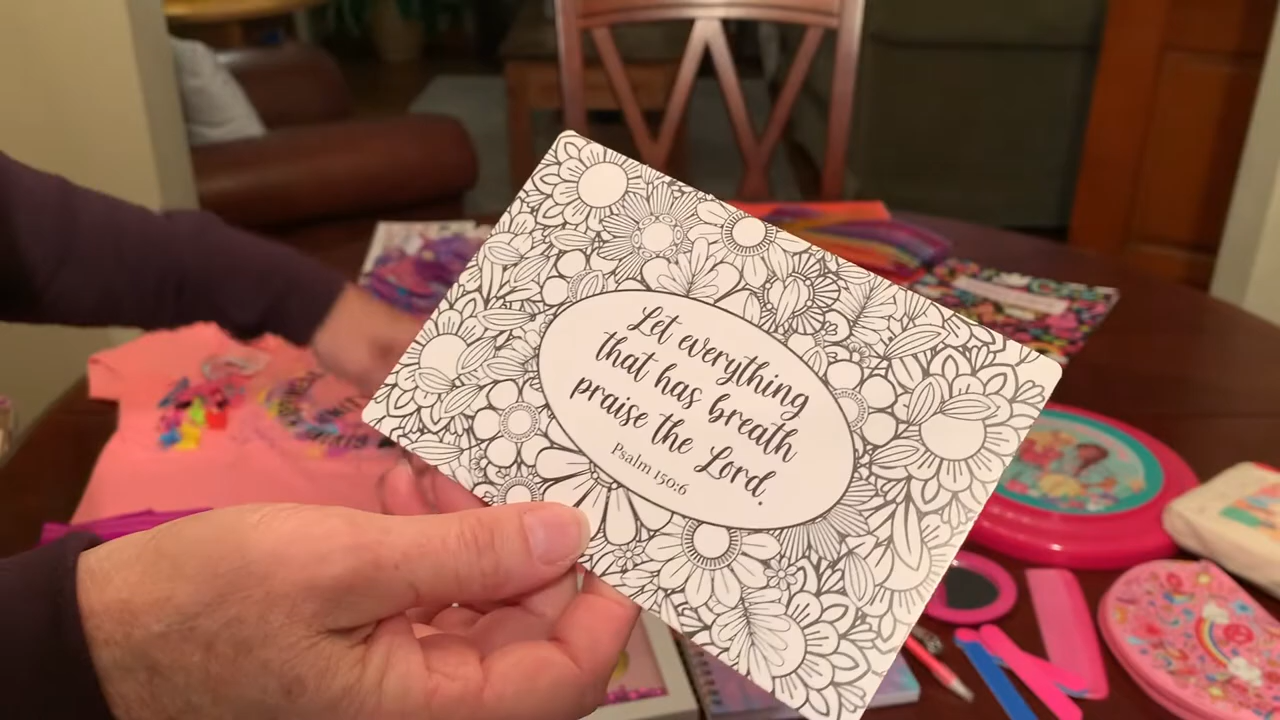 Let everything
that has breath
praise the Lord.
Psalm 150:6